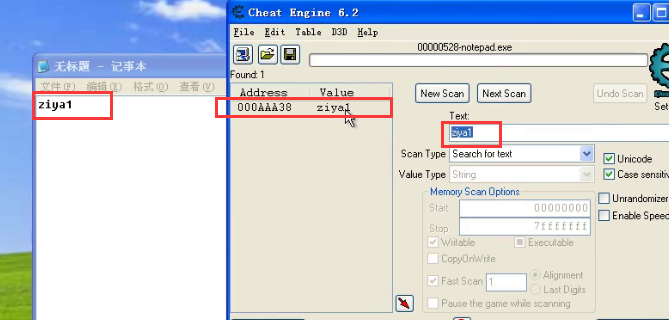 Cheat Engine 6.2
File Edit Table D3D Help
00000528-notepad.exe
Found: 1
Address Value
000AAA38 ziya1
New Scan Next Scan Undo Scan
Text:
ziya1
Scan Type Search for text
Value Type String
Unicode
Case sensitiv
Memory Scan Options
Start 00000000
Stop 7fffffff
Writable Executable
CopyOnWrite
Fast Scan 1 Alignment
Last Digits
Pause the game while scanning
Unrandomizer
Enable Speed
Set
无标题 - 记事本
文件(F) 编辑(E) 格式(O) 查看(V)
ziya1